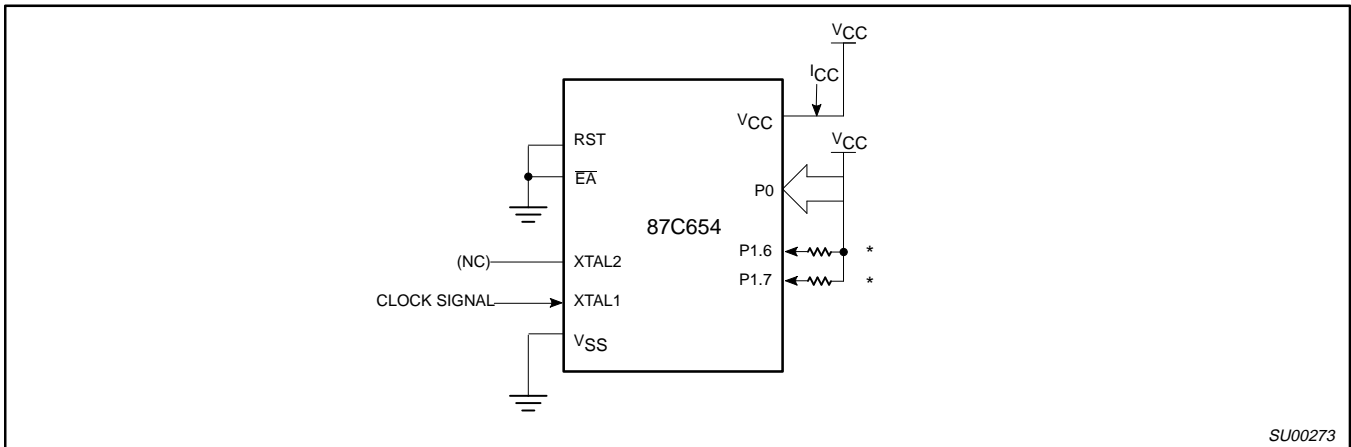 VCC
ICC
VCC
VCC
RST
EA
P0
87C654
P1.6 *
(NC) XTAL2
P1.7 *
CLOCK SIGNAL XTAL1
VSS
SU00273